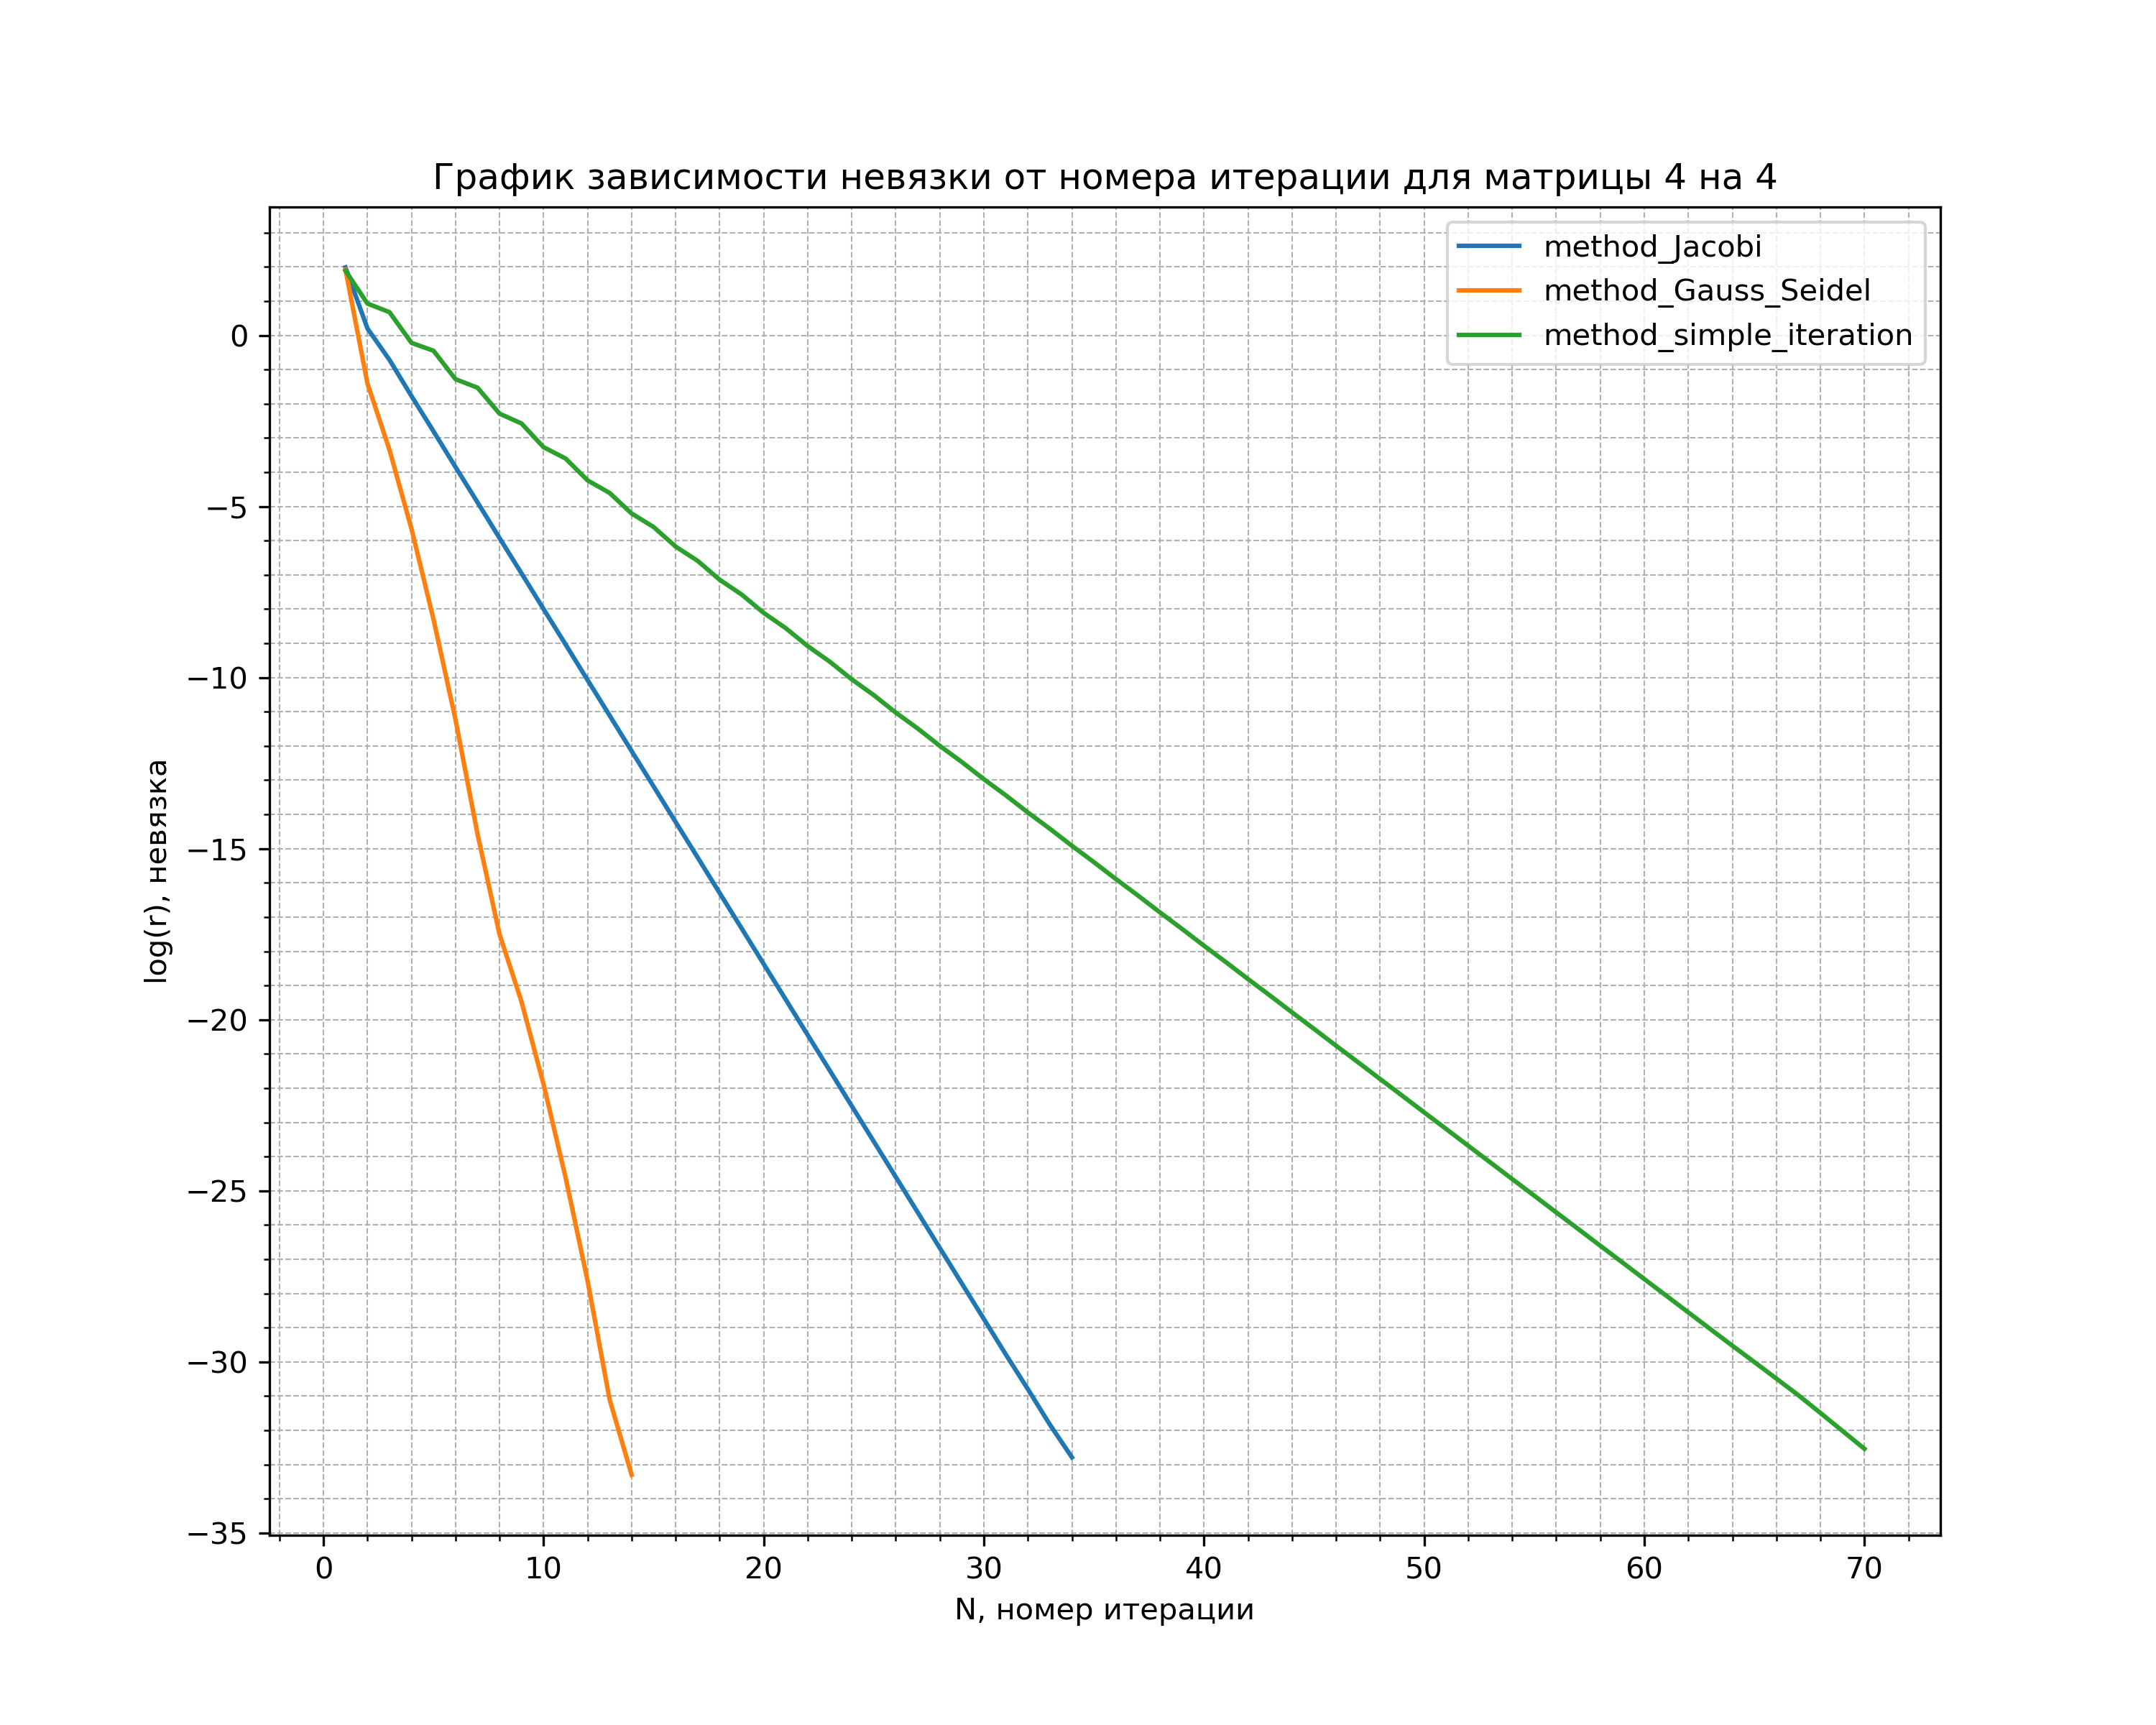 График зависимости невязки от номера итерации для матрицы 4 на 4
method_Jacobi
method_Gauss_Seidel
method_simple_iteration
0
−5
−10
−15
−20
−25
−30
−35
log(r), невязка
0 10 20 30 40 50 60 70
N, номер итерации